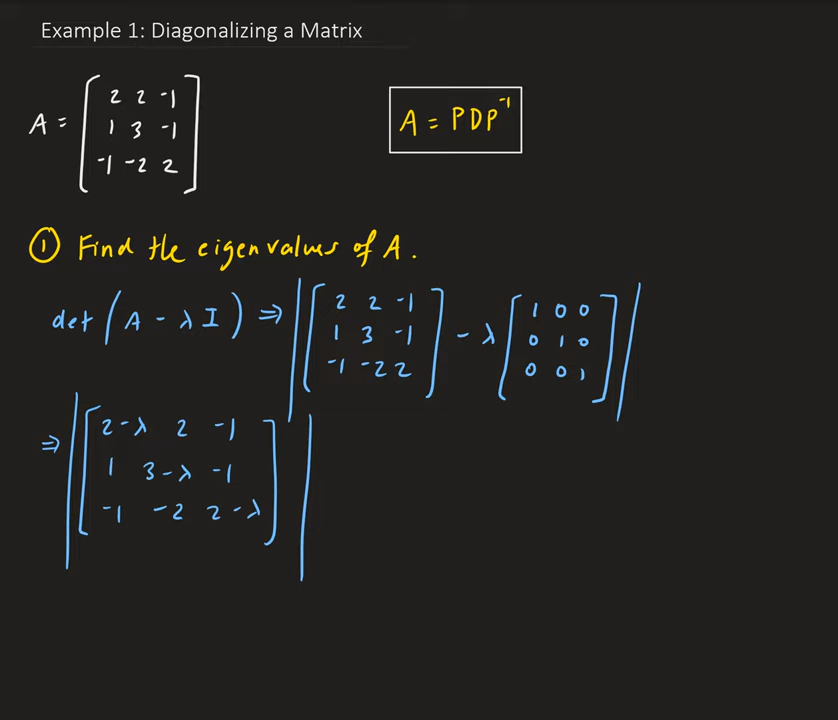 Example 1: Diagonalizing a Matrix
A = [ 2 2 -1
1 3 -1
-1 -2 2 ]
A = PDP⁻¹
① Find the eigenvalues of A.
det ( A - λ I ) ⇒ | [ 2 2 -1
1 3 -1
-1 -2 2 ] - λ [ 1 0 0
0 1 0
0 0 1 ] |
⇒ | [ 2-λ 2 -1
1 3-λ -1
-1 -2 2-λ ] |